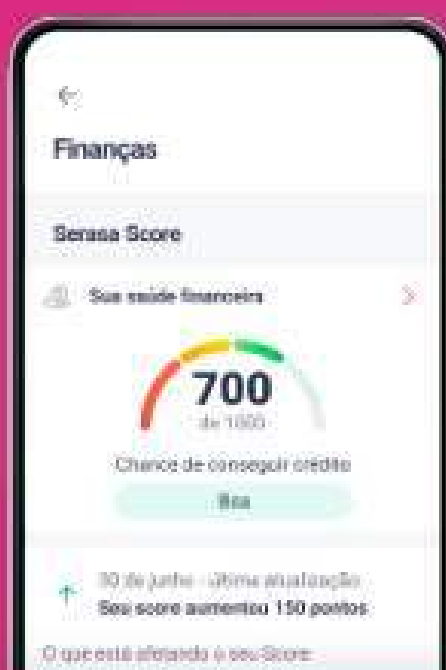 Finanças
Serasa Score
Sua saúde financeira
700
de 1000
Chance de conseguir crédito
Boa
10 de junho - última atualização
Seu score aumentou 150 pontos
O que está afetando o seu Score